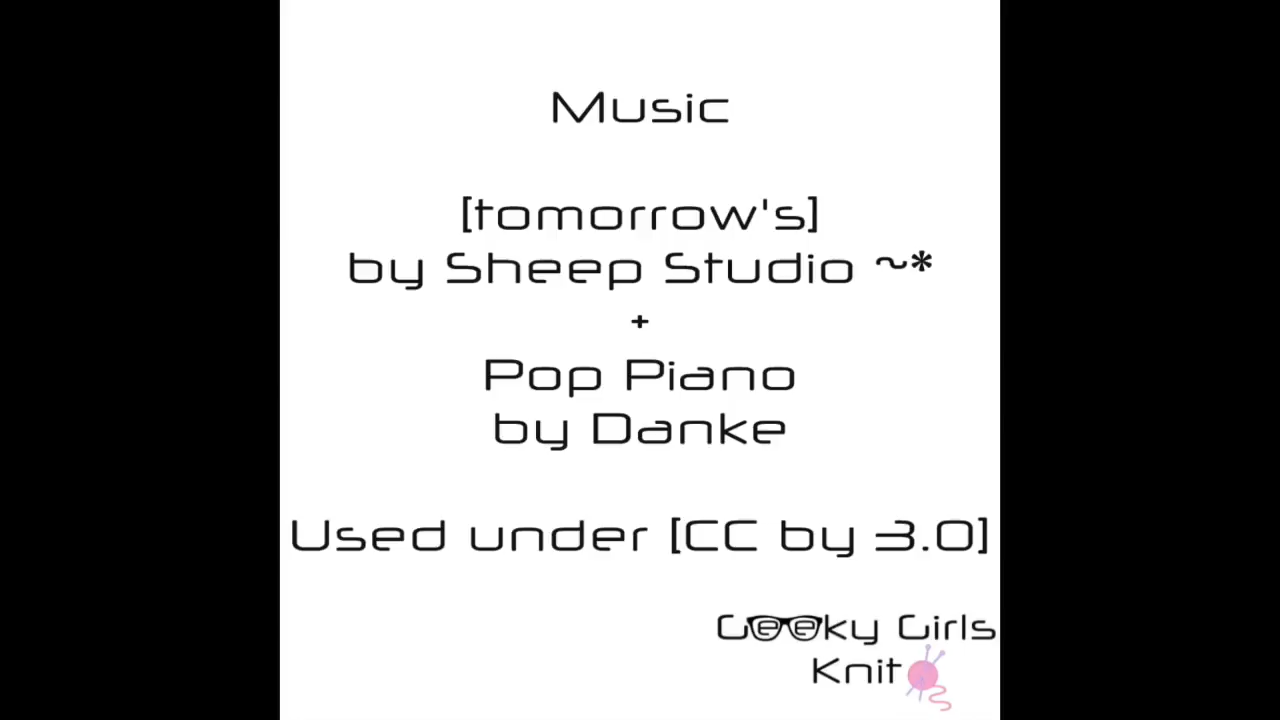 Music
[tomorrow's]
by Sheep Studio ~*
+
Pop Piano
by Danke
Used under [CC by 3.0]
Geeky Girls
Knit